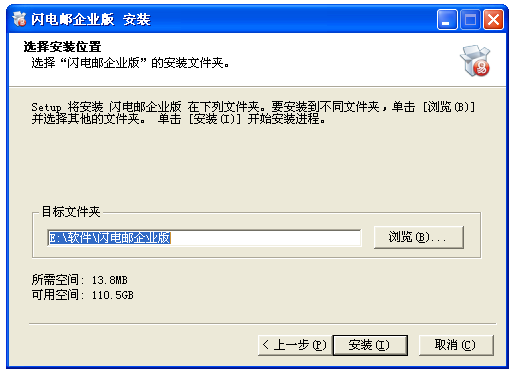 闪电邮企业版 安装
选择安装位置
选择“闪电邮企业版”的安装文件夹。
Setup 将安装 闪电邮企业版 在下列文件夹。要安装到不同文件夹，单击 [浏览(B)]
并选择其他的文件夹。 单击 [安装(I)] 开始安装进程。
目标文件夹
E:\软件\闪电邮企业版
浏览(B)...
所需空间: 13.8MB
可用空间: 110.5GB
< 上一步(P)
安装(I)
取消(C)